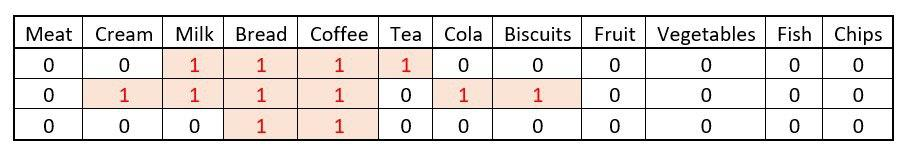 Meat Cream Milk Bread Coffee Tea Cola Biscuits Fruit Vegetables Fish Chips
0 0 1 1 1 1 0 0 0 0 0 0
0 1 1 1 1 0 1 1 0 0 0 0
0 0 0 1 1 0 0 0 0 0 0 0